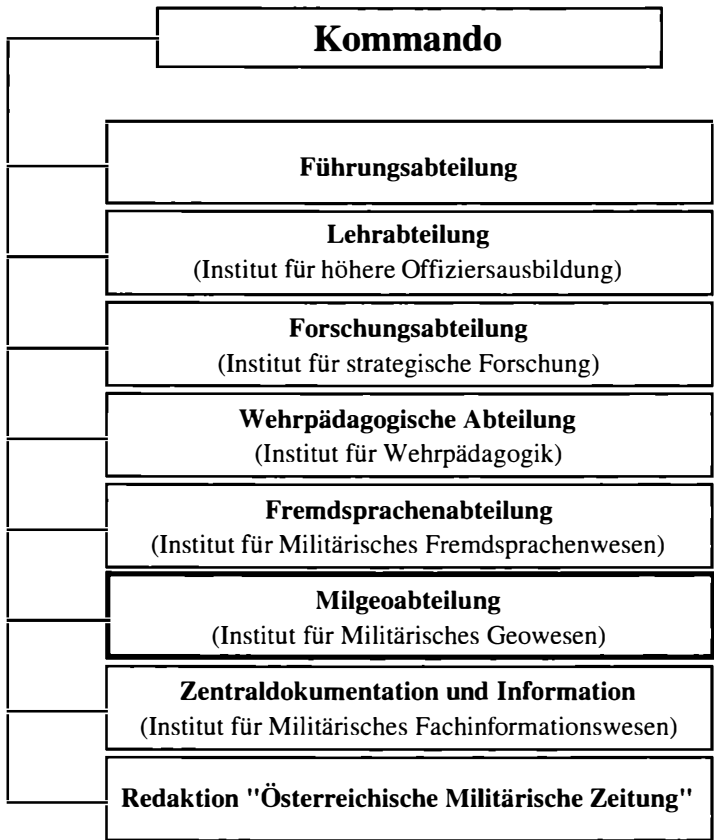 Kommando
Führungsabteilung
Lehrabteilung
(Institut für höhere Offiziersausbildung)
Forschungsabteilung
(Institut für strategische Forschung)
Wehrpädagogische Abteilung
(Institut für Wehrpädagogik)
Fremdsprachenabteilung
(Institut für Militärisches Fremdsprachenwesen)
Milgeoabteilung
(Institut für Militärisches Geowesen)
Zentraldokumentation und Information
(Institut für Militärisches Fachinformationswesen)
Redaktion "Österreichische Militärische Zeitung"